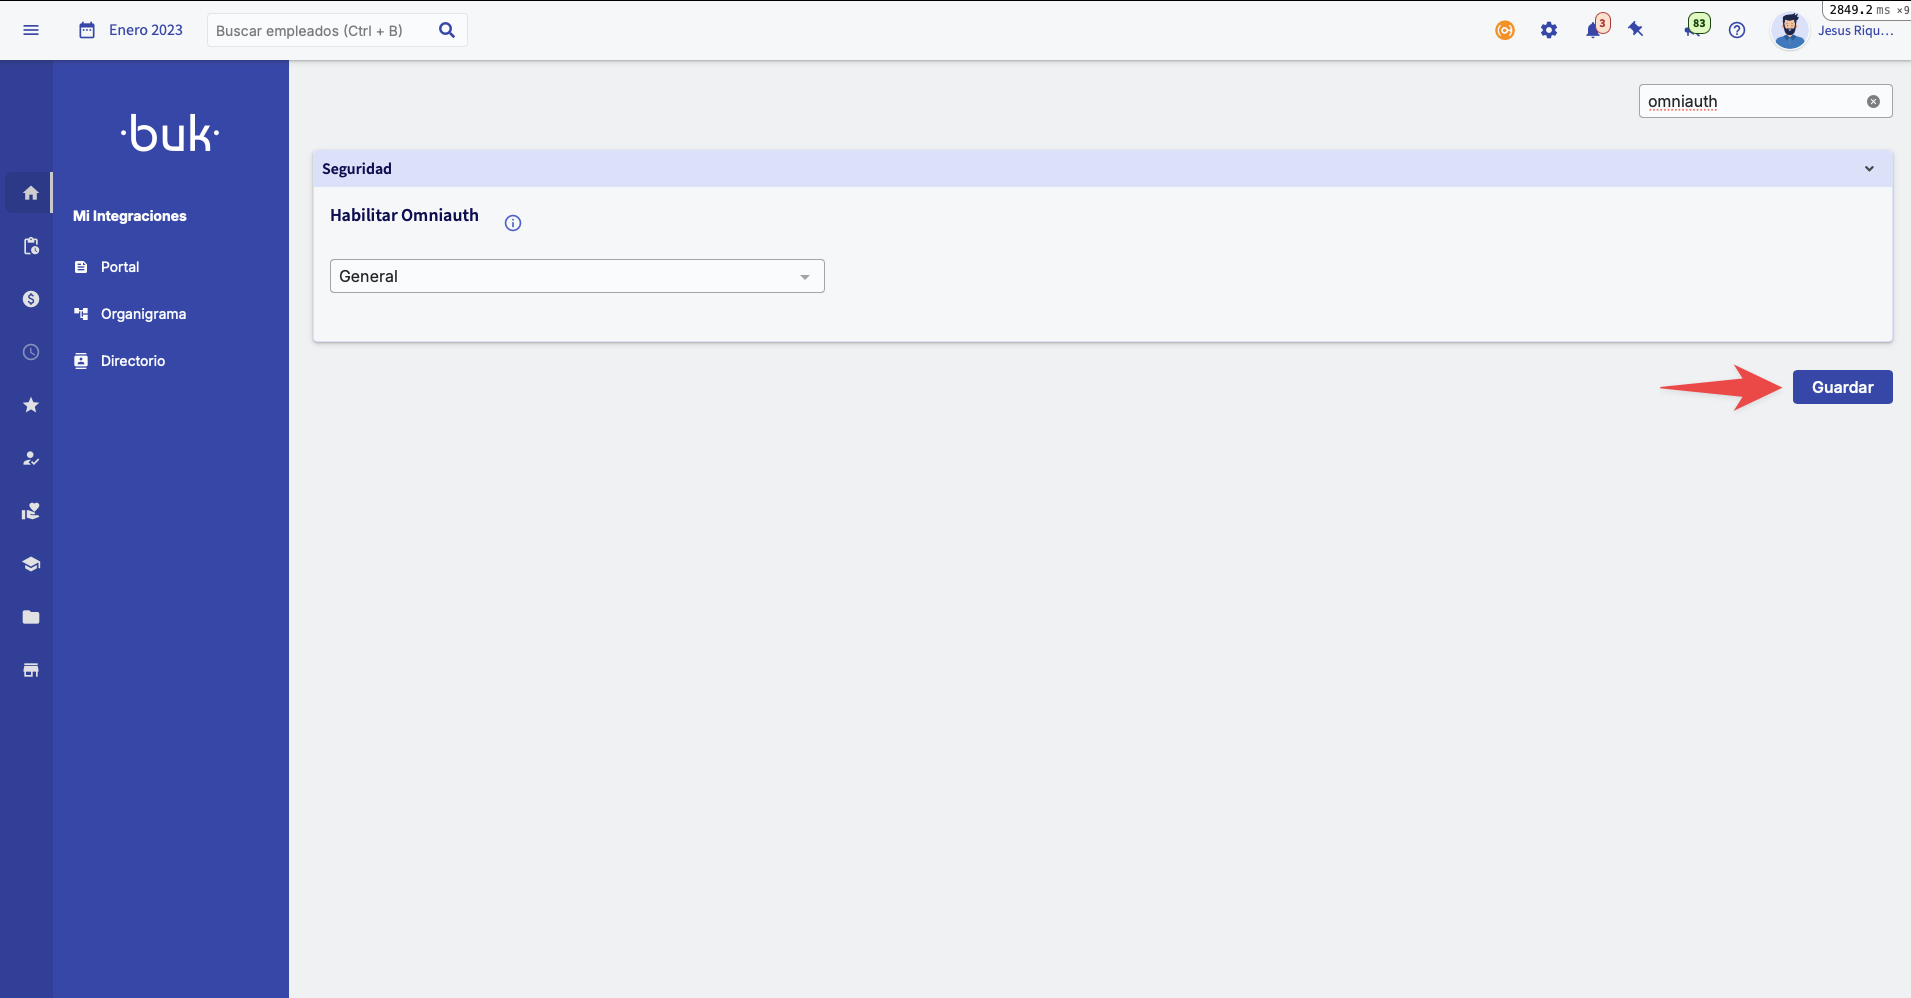 Enero 2023
Buscar empleados (Ctrl + B)
3
83
2849.2 ms ×9
Jesus Riqu...
·buk·
Mi Integraciones
Portal
Organigrama
Directorio
omniauth
Seguridad
Habilitar Omniauth
General
Guardar